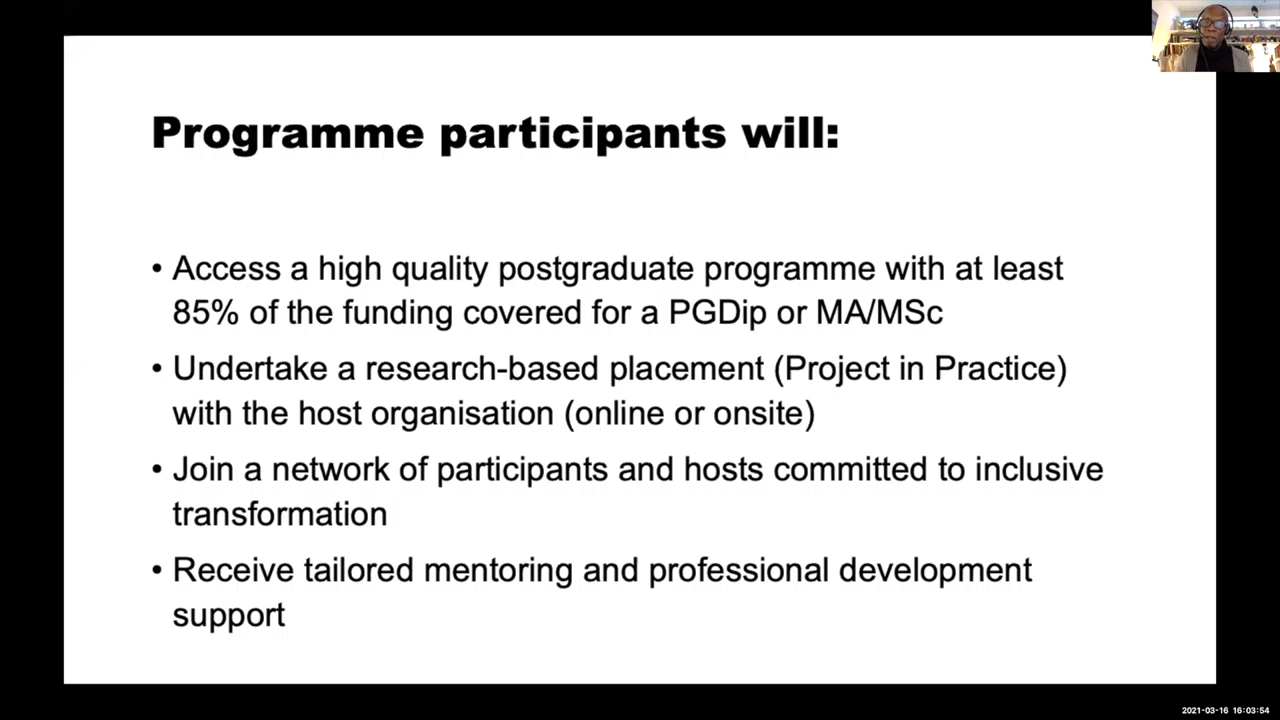 Programme participants will:
• Access a high quality postgraduate programme with at least
85% of the funding covered for a PGDip or MA/MSc
• Undertake a research-based placement (Project in Practice)
with the host organisation (online or onsite)
• Join a network of participants and hosts committed to inclusive
transformation
• Receive tailored mentoring and professional development
support
2021-03-16 16:03:54